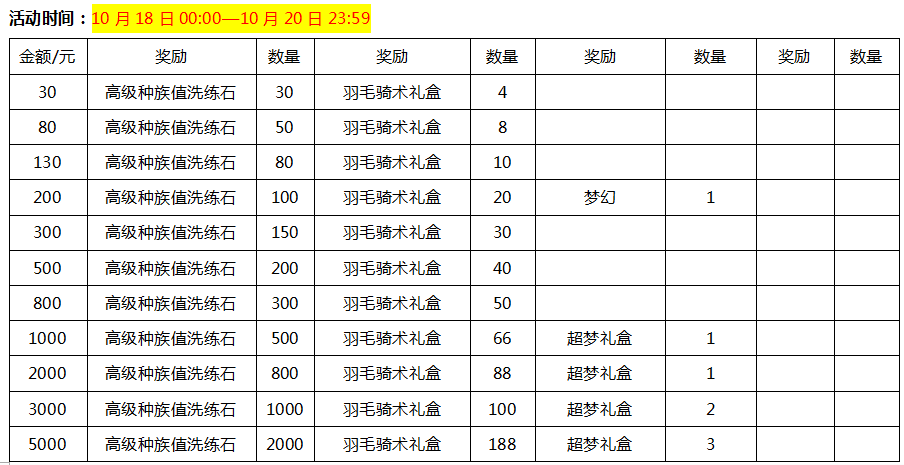 活动时间：10 月 18 日 00:00—10 月 20 日 23:59
金额/元 奖励 数量 奖励 数量 奖励 数量 奖励 数量
30 高级种族值洗练石 30 羽毛骑术礼盒 4
80 高级种族值洗练石 50 羽毛骑术礼盒 8
130 高级种族值洗练石 80 羽毛骑术礼盒 10
200 高级种族值洗练石 100 羽毛骑术礼盒 20 梦幻 1
300 高级种族值洗练石 150 羽毛骑术礼盒 30
500 高级种族值洗练石 200 羽毛骑术礼盒 40
800 高级种族值洗练石 300 羽毛骑术礼盒 50
1000 高级种族值洗练石 500 羽毛骑术礼盒 66 超梦礼盒 1
2000 高级种族值洗练石 800 羽毛骑术礼盒 88 超梦礼盒 1
3000 高级种族值洗练石 1000 羽毛骑术礼盒 100 超梦礼盒 2
5000 高级种族值洗练石 2000 羽毛骑术礼盒 188 超梦礼盒 3